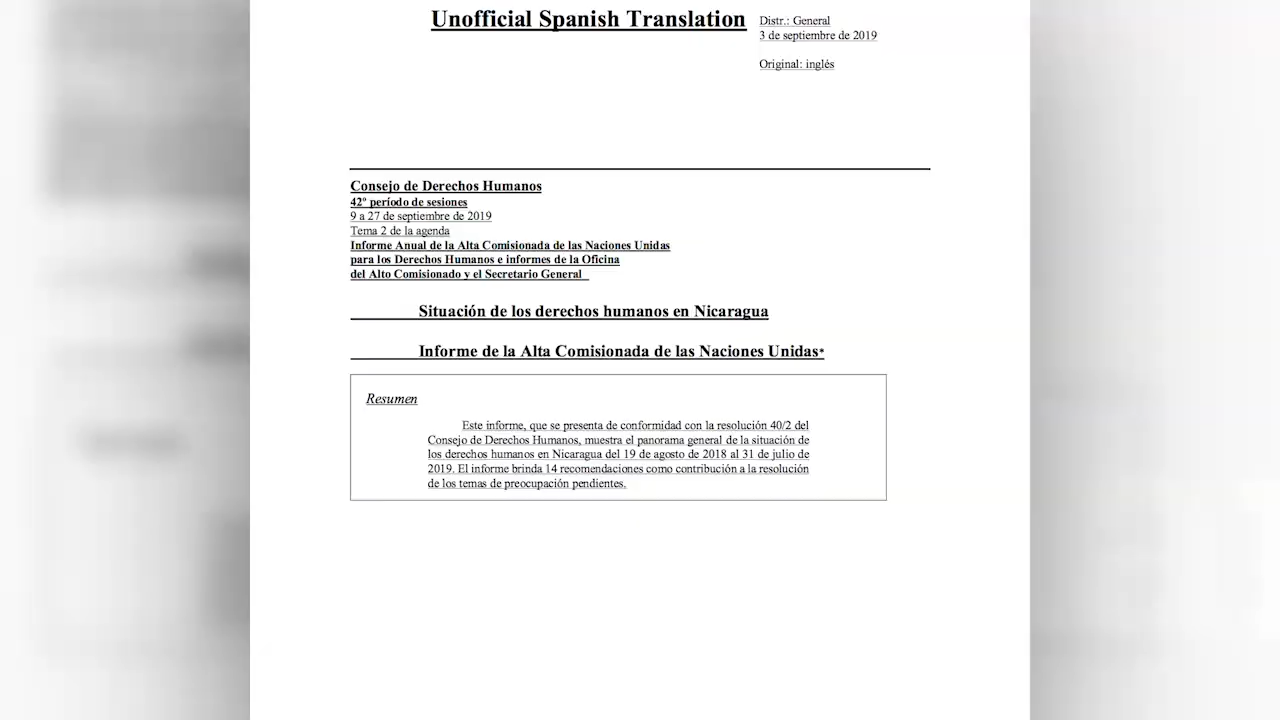 Unofficial Spanish Translation
Distr.: General
3 de septiembre de 2019
Original: inglés
Consejo de Derechos Humanos
42º período de sesiones
9 a 27 de septiembre de 2019
Tema 2 de la agenda
Informe Anual de la Alta Comisionada de las Naciones Unidas
para los Derechos Humanos e informes de la Oficina
del Alto Comisionado y el Secretario General
Situación de los derechos humanos en Nicaragua
Informe de la Alta Comisionada de las Naciones Unidas*
Resumen
Este informe, que se presenta de conformidad con la resolución 40/2 del
Consejo de Derechos Humanos, muestra el panorama general de la situación de
los derechos humanos en Nicaragua del 19 de agosto de 2018 al 31 de julio de
2019. El informe brinda 14 recomendaciones como contribución a la resolución
de los temas de preocupación pendientes.